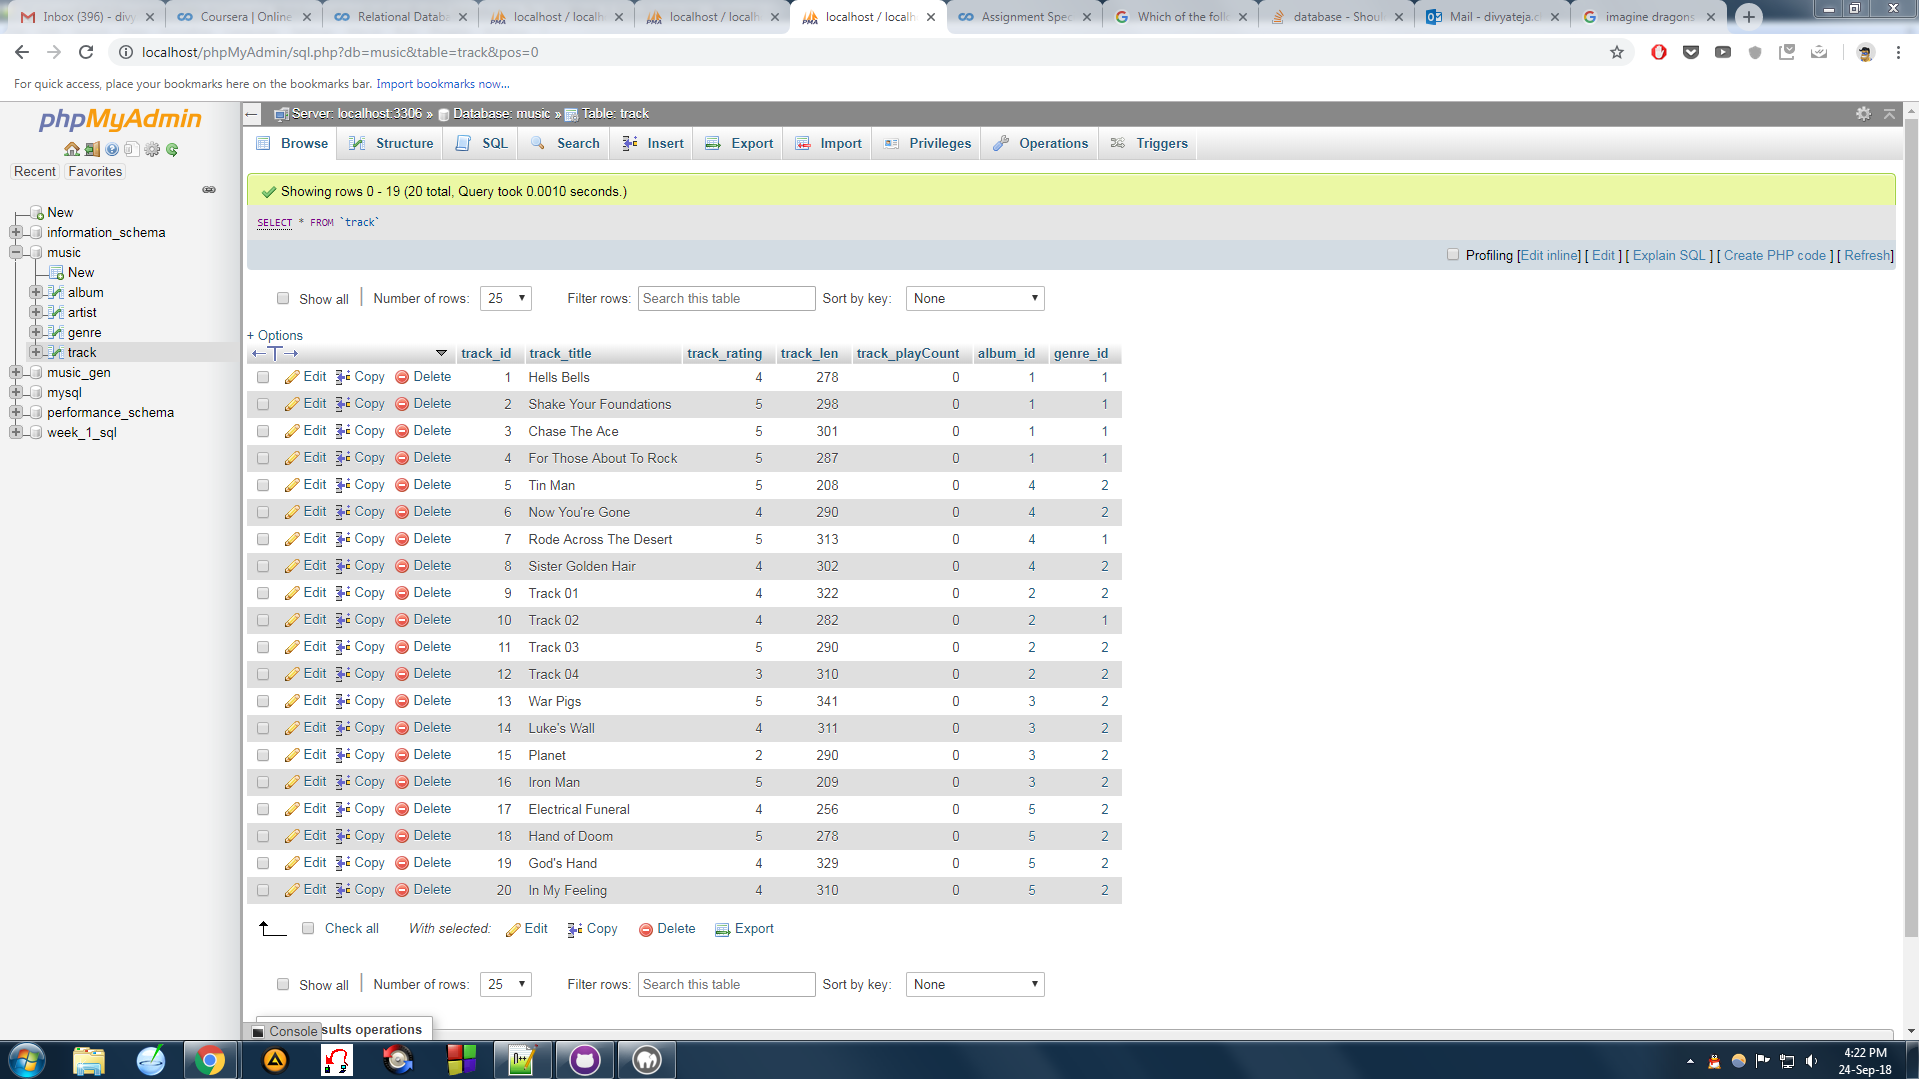 Inbox (396) - divy
Coursera | Online
Relational Databa
localhost / localh
localhost / localh
localhost / localh
Assignment Spec
Which of the foll
database - Shoul
Mail - divyateja.c
imagine dragons
localhost/phpMyAdmin/sql.php?db=music&table=track&pos=0
For quick access, place your bookmarks here on the bookmarks bar. Import bookmarks now...
phpMyAdmin
Recent Favorites
New
information_schema
music
New
album
artist
genre
track
music_gen
mysql
performance_schema
week_1_sql
Server: localhost:3306 » Database: music » Table: track
Browse Structure SQL Search Insert Export Import Privileges Operations Triggers
Showing rows 0 - 19 (20 total, Query took 0.0010 seconds.)
SELECT * FROM `track`
Profiling [Edit inline] [ Edit ] [ Explain SQL ] [ Create PHP code ] [ Refresh]
Show all Number of rows: 25 Filter rows: Search this table Sort by key: None
+ Options
track_id track_title track_rating track_len track_playCount album_id genre_id
Edit Copy Delete 1 Hells Bells 4 278 0 1 1
Edit Copy Delete 2 Shake Your Foundations 5 298 0 1 1
Edit Copy Delete 3 Chase The Ace 5 301 0 1 1
Edit Copy Delete 4 For Those About To Rock 5 287 0 1 1
Edit Copy Delete 5 Tin Man 5 208 0 4 2
Edit Copy Delete 6 Now You're Gone 4 290 0 4 2
Edit Copy Delete 7 Rode Across The Desert 5 313 0 4 1
Edit Copy Delete 8 Sister Golden Hair 4 302 0 4 2
Edit Copy Delete 9 Track 01 4 322 0 2 2
Edit Copy Delete 10 Track 02 4 282 0 2 1
Edit Copy Delete 11 Track 03 5 290 0 2 2
Edit Copy Delete 12 Track 04 3 310 0 2 2
Edit Copy Delete 13 War Pigs 5 341 0 3 2
Edit Copy Delete 14 Luke's Wall 4 311 0 3 2
Edit Copy Delete 15 Planet 2 290 0 3 2
Edit Copy Delete 16 Iron Man 5 209 0 3 2
Edit Copy Delete 17 Electrical Funeral 4 256 0 5 2
Edit Copy Delete 18 Hand of Doom 5 278 0 5 2
Edit Copy Delete 19 God's Hand 4 329 0 5 2
Edit Copy Delete 20 In My Feeling 4 310 0 5 2
Check all With selected: Edit Copy Delete Export
Show all Number of rows: 25 Filter rows: Search this table Sort by key: None
Console sults operations
4:22 PM
24-Sep-18